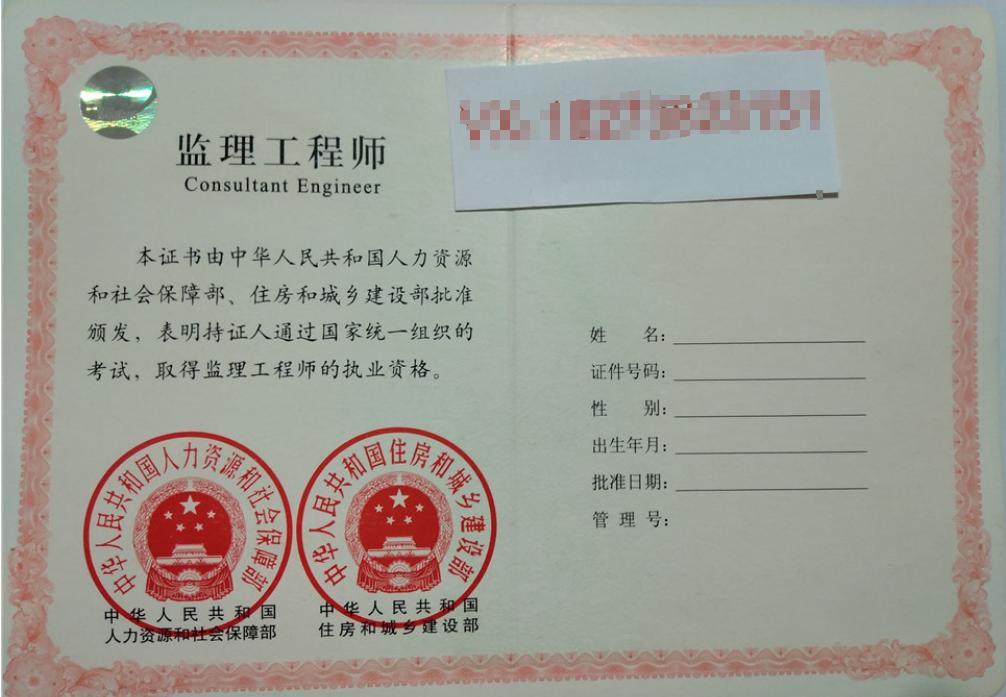 监理工程师
Consultant Engineer
本证书由中华人民共和国人力资源
和社会保障部、住房和城乡建设部批准
颁发，表明持证人通过国家统一组织的
考试，取得监理工程师的执业资格。
中华人民共和国人力资源和社会保障部
中华人民共和国住房和城乡建设部
中华人民共和国
人力资源和社会保障部
中华人民共和国
住房和城乡建设部
姓名：
证件号码：
性别：
出生年月：
批准日期：
管理号：